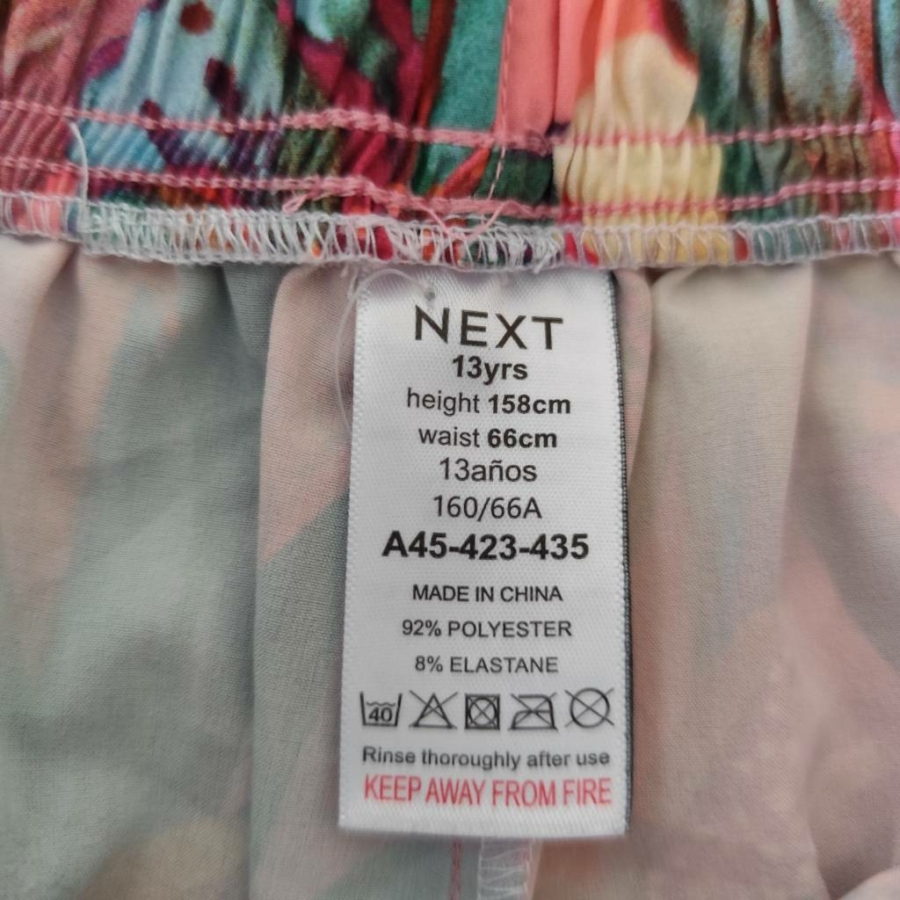 NEXT
13yrs
height 158cm
waist 66cm
13años
160/66A
A45-423-435
MADE IN CHINA
92% POLYESTER
8% ELASTANE
40
Rinse thoroughly after use
KEEP AWAY FROM FIRE